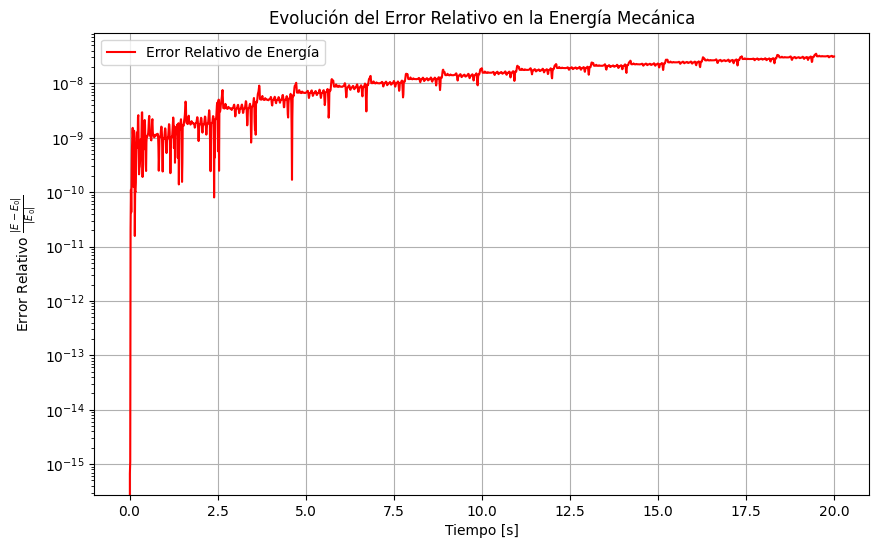 Evolución del Error Relativo en la Energía Mecánica
Error Relativo de Energía
Error Relativo |E − E₀| / |E₀|
10⁻⁸
10⁻⁹
10⁻¹⁰
10⁻¹¹
10⁻¹²
10⁻¹³
10⁻¹⁴
10⁻¹⁵
0.0 2.5 5.0 7.5 10.0 12.5 15.0 17.5 20.0
Tiempo [s]